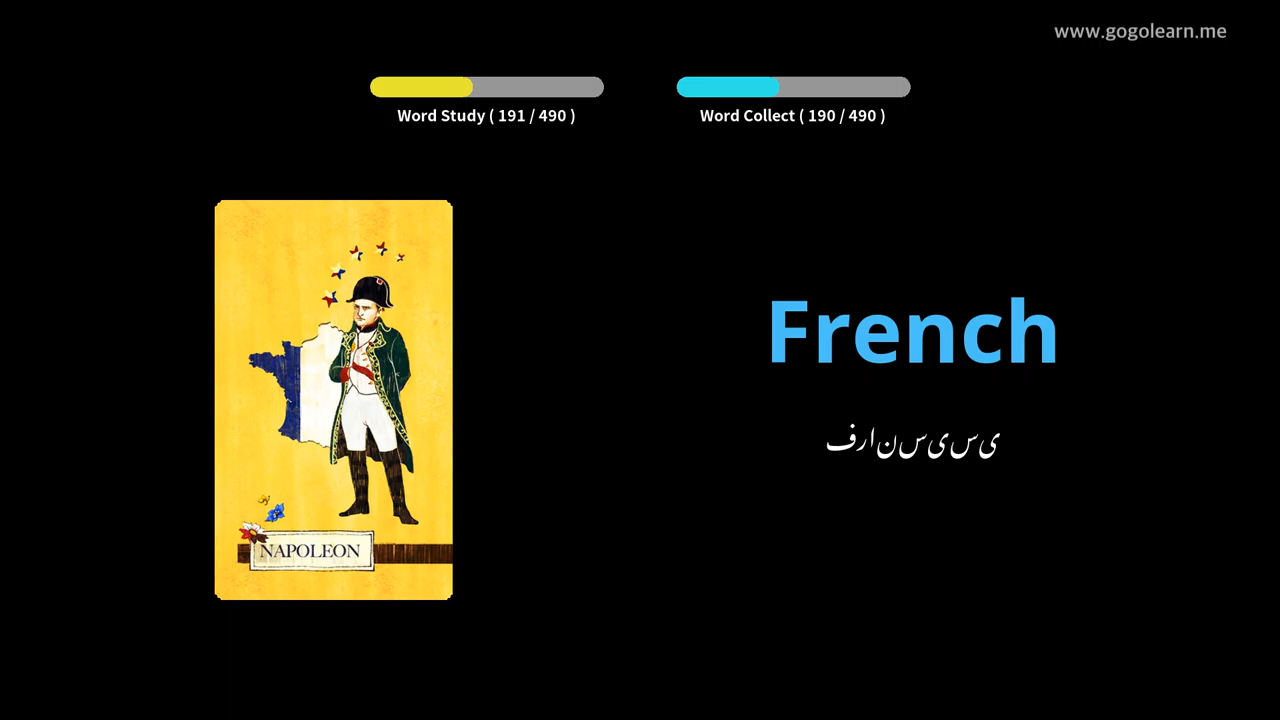 www.gogolearn.me
Word Study ( 191 / 490 )
Word Collect ( 190 / 490 )
French
فرانسیسی
NAPOLEON